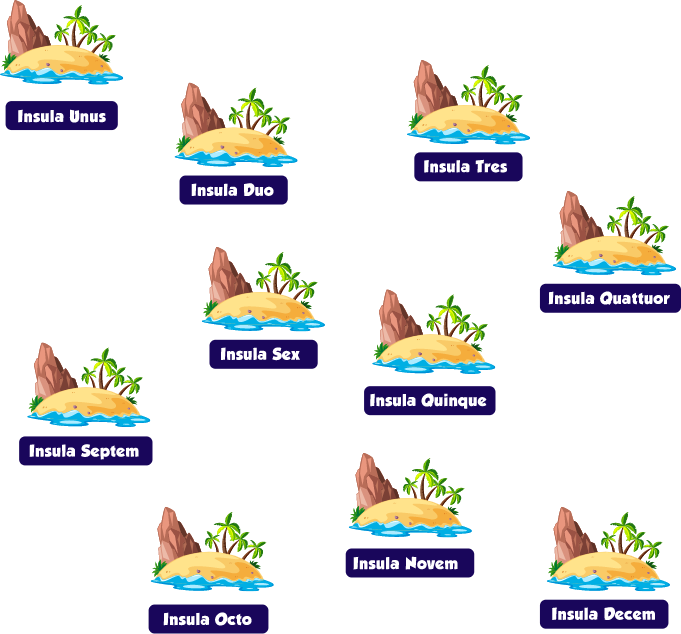 Insula Unus
Insula Tres
Insula Duo
Insula Quattuor
Insula Sex
Insula Quinque
Insula Septem
Insula Novem
Insula Octo
Insula Decem